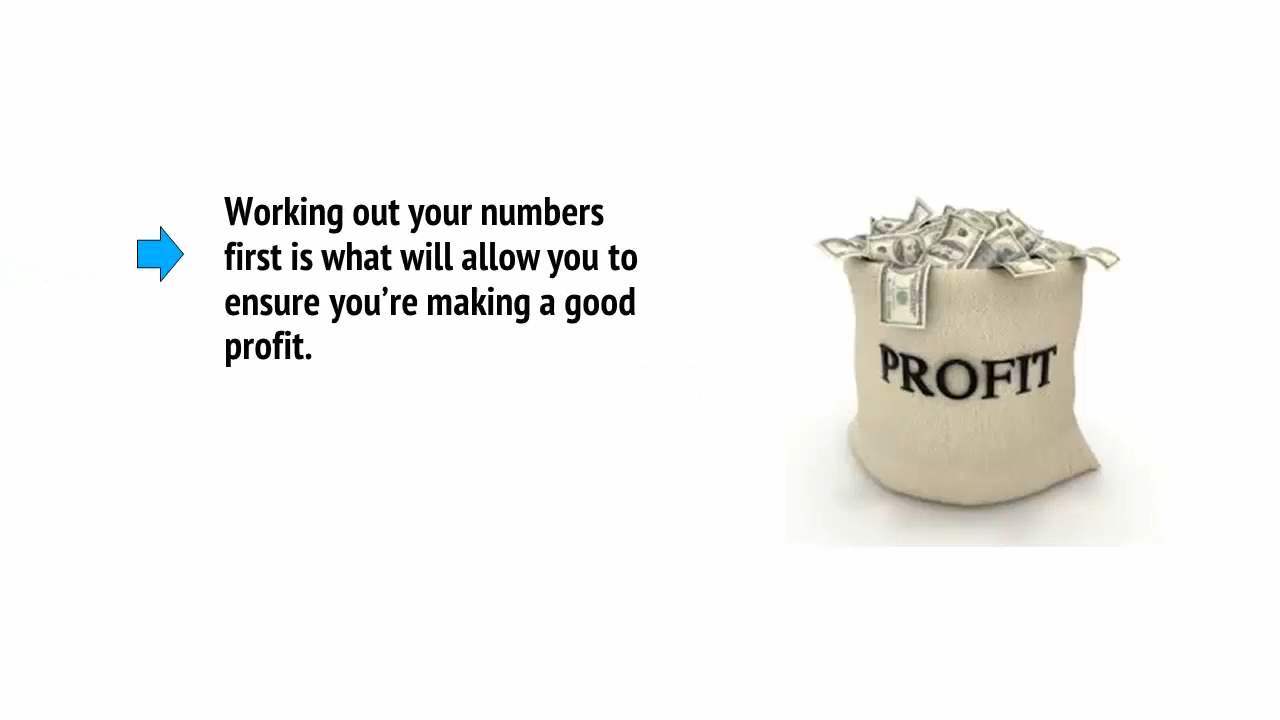 Working out your numbers
first is what will allow you to
ensure you’re making a good
profit.
PROFIT